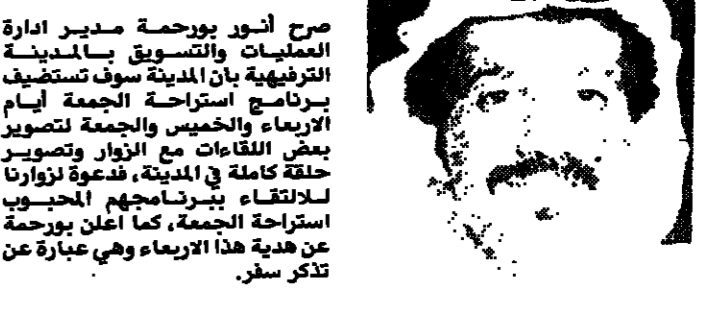 صرح أنور بورحمة مدير ادارة
العمليات والتسويق بالمدينة
الترفيهية بأن المدينة سوف تستضيف
برنامج استراحة الجمعة أيام
الاربعاء والخميس والجمعة لتصوير
بعض اللقاءات مع الزوار وتصوير
حلقة كاملة في المدينة، فدعوة لزوارنا
للالتقاء ببرنامجهم المحبوب
استراحة الجمعة، كما اعلن بورحمة
عن هدية هذا الاربعاء وهي عبارة عن
تذكر سفر.